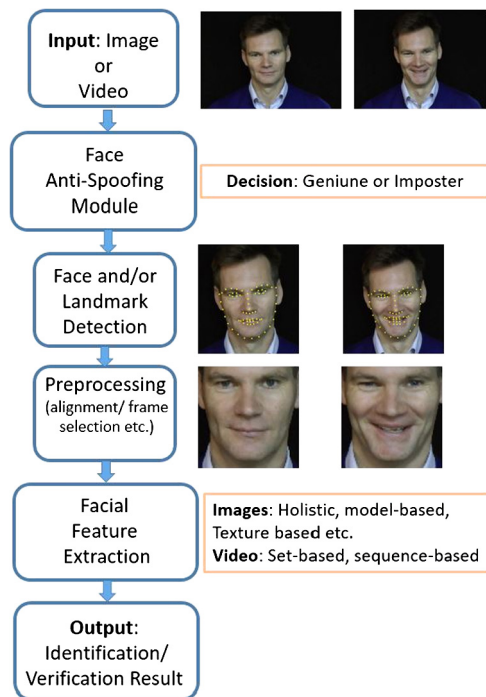 Input: Image
or
Video
Face
Anti-Spoofing
Module
Decision: Geniune or Imposter
Face and/or
Landmark
Detection
Preprocessing
(alignment/ frame
selection etc.)
Facial
Feature
Extraction
Images: Holistic, model-based,
Texture based etc.
Video: Set-based, sequence-based
Output:
Identification/
Verification Result